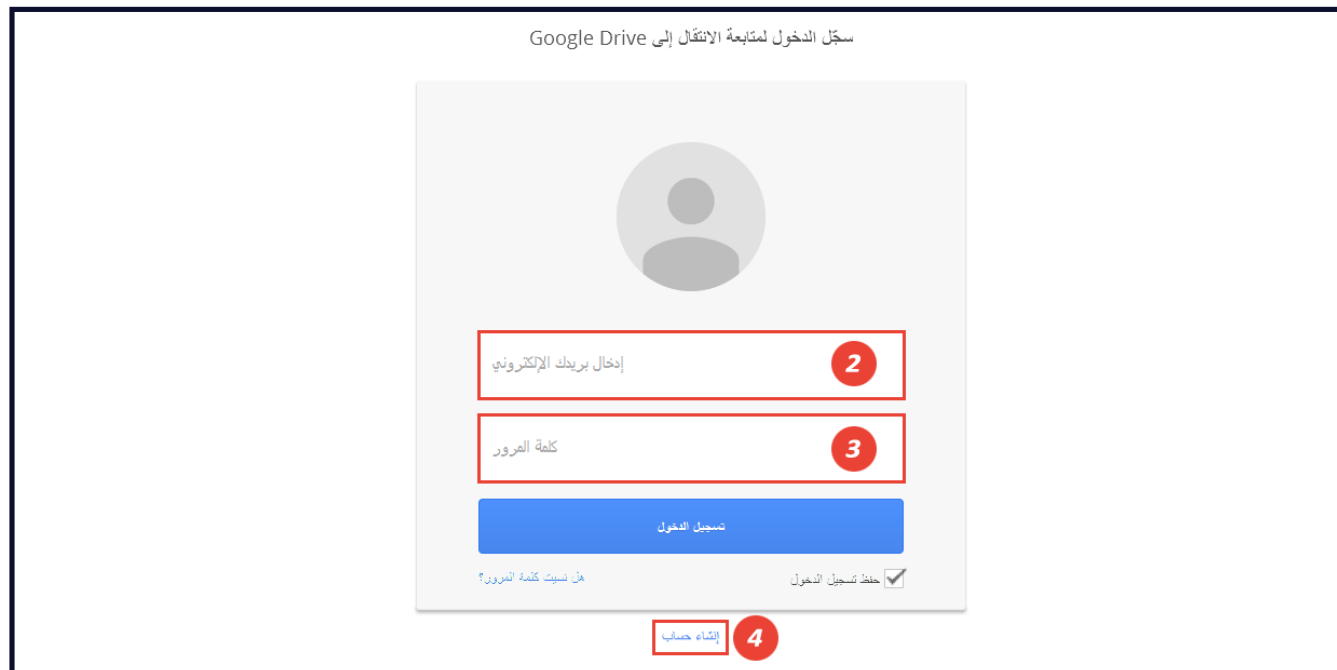 سجّل الدخول لمتابعة الانتقال إلى Google Drive
إدخال بريدك الإلكتروني 2
كلمة المرور 3
تسجيل الدخول
حفظ تسجيل الدخول
هل نسيت كلمة المرور؟
إنشاء حساب 4